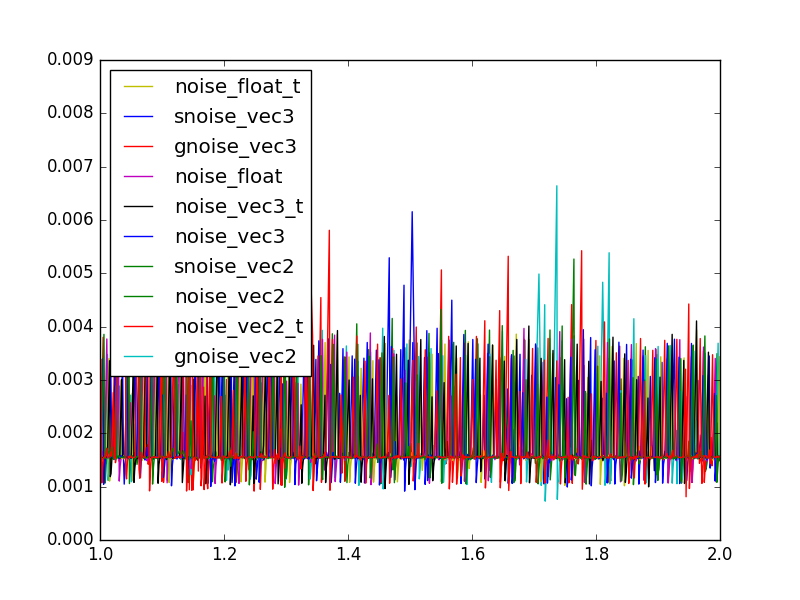 0.009
0.008
0.007
0.006
0.005
0.004
0.003
0.002
0.001
0.000
noise_float_t
snoise_vec3
gnoise_vec3
noise_float
noise_vec3_t
noise_vec3
snoise_vec2
noise_vec2
noise_vec2_t
gnoise_vec2
1.0 1.2 1.4 1.6 1.8 2.0